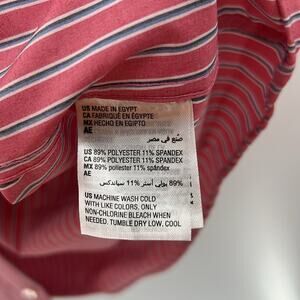 US MADE IN EGYPT
CA FABRIQUÉ EN ÉGYPTE
MX HECHO EN EGIPTO
AE
صنع في مصر
US 89% POLYESTER 11% SPANDEX
CA 89% POLYESTER 11% SPANDEX
MX 89% poliéster 11% spándex
AE
89% بولي أستر 11% سباندكس
US MACHINE WASH COLD
WITH LIKE COLORS, ONLY
NON-CHLORINE BLEACH WHEN
NEEDED, TUMBLE DRY LOW, COOL